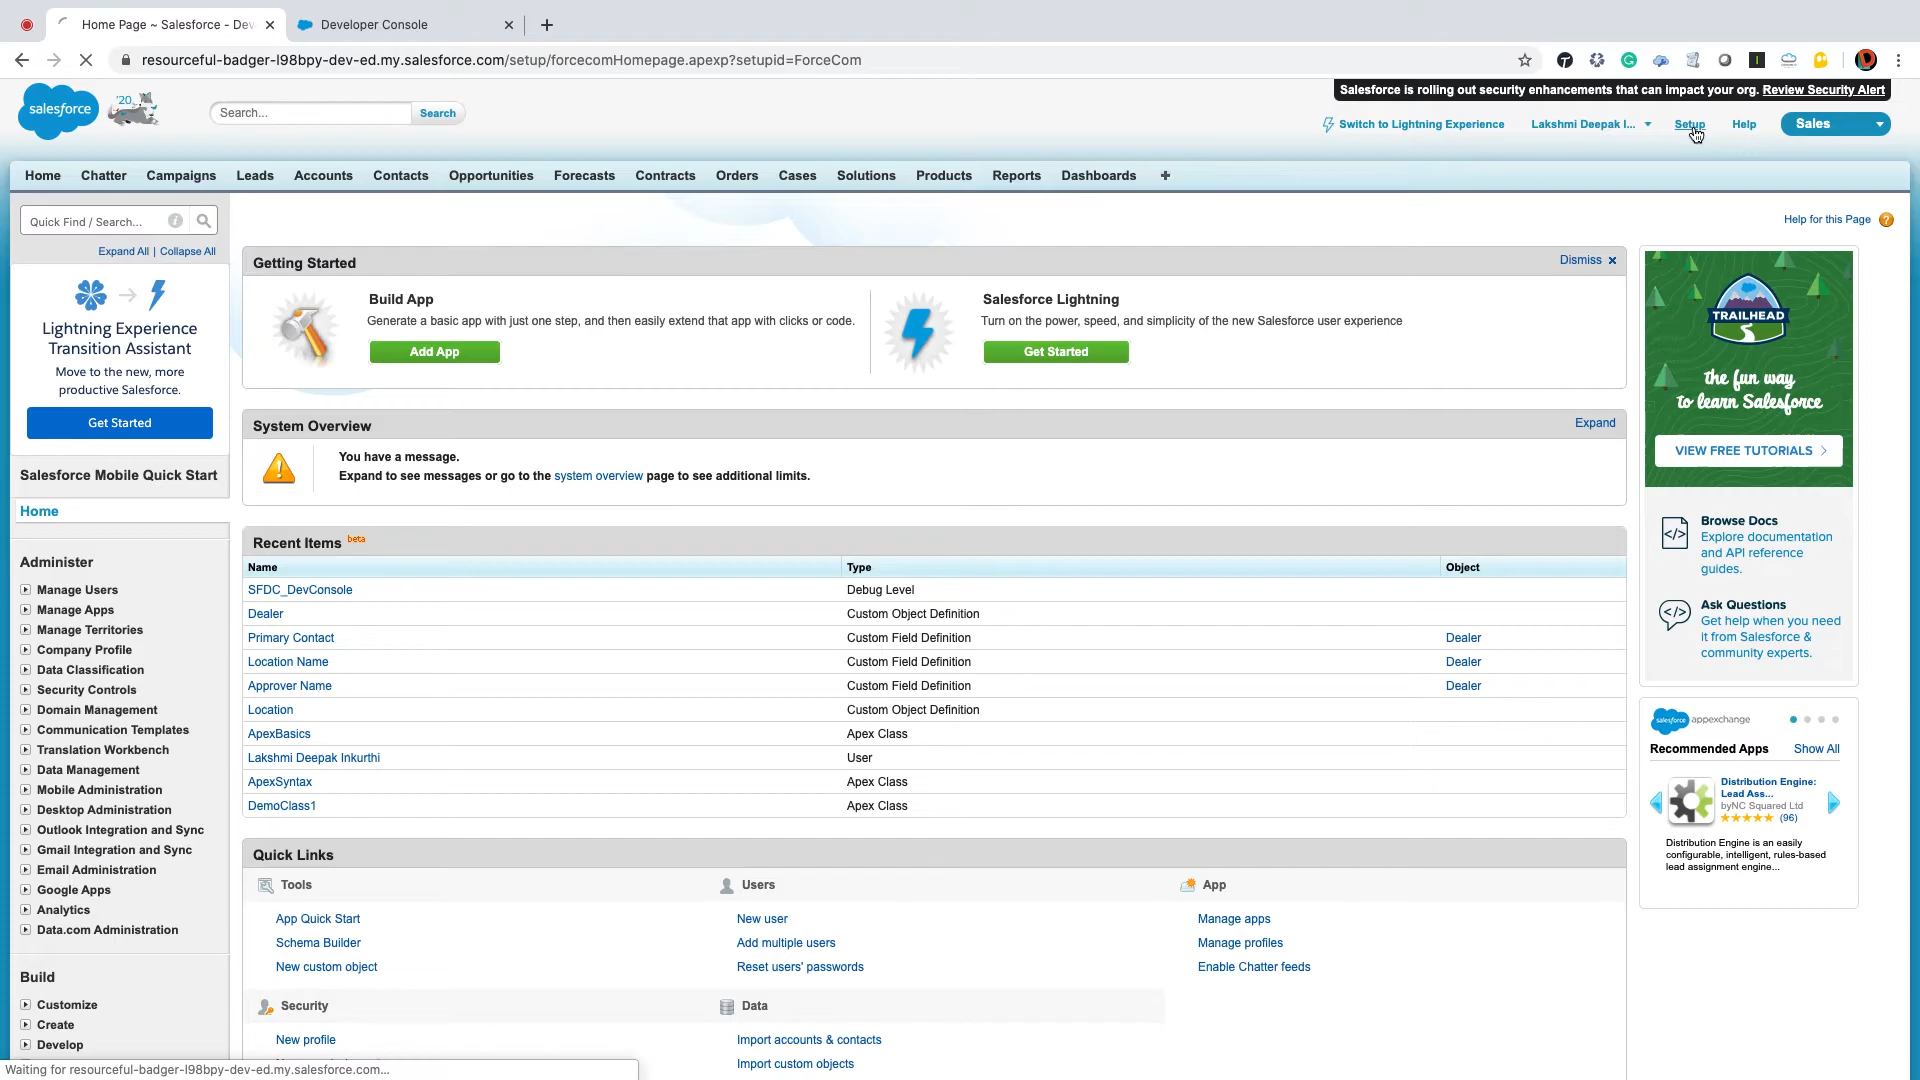 Home Page ~ Salesforce - Dev
Developer Console
resourceful-badger-l98bpy-dev-ed.my.salesforce.com/setup/forcecomHomepage.apexp?setupid=ForceCom
Salesforce is rolling out security enhancements that can impact your org. Review Security Alert
salesforce
'20
Search...
Search
Switch to Lightning Experience
Lakshmi Deepak I...
Setup
Help
Sales
Home
Chatter
Campaigns
Leads
Accounts
Contacts
Opportunities
Forecasts
Contracts
Orders
Cases
Solutions
Products
Reports
Dashboards
+
Quick Find / Search...
Expand All | Collapse All
Lightning Experience
Transition Assistant
Move to the new, more
productive Salesforce.
Get Started
Salesforce Mobile Quick Start
Home
Administer
Manage Users
Manage Apps
Manage Territories
Company Profile
Data Classification
Security Controls
Domain Management
Communication Templates
Translation Workbench
Data Management
Mobile Administration
Desktop Administration
Outlook Integration and Sync
Gmail Integration and Sync
Email Administration
Google Apps
Analytics
Data.com Administration
Build
Customize
Create
Develop
Help for this Page
Getting Started
Dismiss
Build App
Generate a basic app with just one step, and then easily extend that app with clicks or code.
Add App
Salesforce Lightning
Turn on the power, speed, and simplicity of the new Salesforce user experience
Get Started
System Overview
Expand
You have a message.
Expand to see messages or go to the system overview page to see additional limits.
Recent Items beta
Name Type Object
SFDC_DevConsole Debug Level
Dealer Custom Object Definition
Primary Contact Custom Field Definition Dealer
Location Name Custom Field Definition Dealer
Approver Name Custom Field Definition Dealer
Location Custom Object Definition
ApexBasics Apex Class
Lakshmi Deepak Inkurthi User
ApexSyntax Apex Class
DemoClass1 Apex Class
Quick Links
Tools
App Quick Start
Schema Builder
New custom object
Users
New user
Add multiple users
Reset users' passwords
App
Manage apps
Manage profiles
Enable Chatter feeds
Security
New profile
Data
Import accounts & contacts
Import custom objects
TRAILHEAD
the fun way
to learn Salesforce
VIEW FREE TUTORIALS
Browse Docs
Explore documentation
and API reference
guides.
Ask Questions
Get help when you need
it from Salesforce &
community experts.
salesforce appexchange
Recommended Apps
Show All
Distribution Engine:
Lead Ass...
byNC Squared Ltd
(96)
Distribution Engine is an easily
configurable, intelligent, rules-based
lead assignment engine...
Waiting for resourceful-badger-l98bpy-dev-ed.my.salesforce.com...